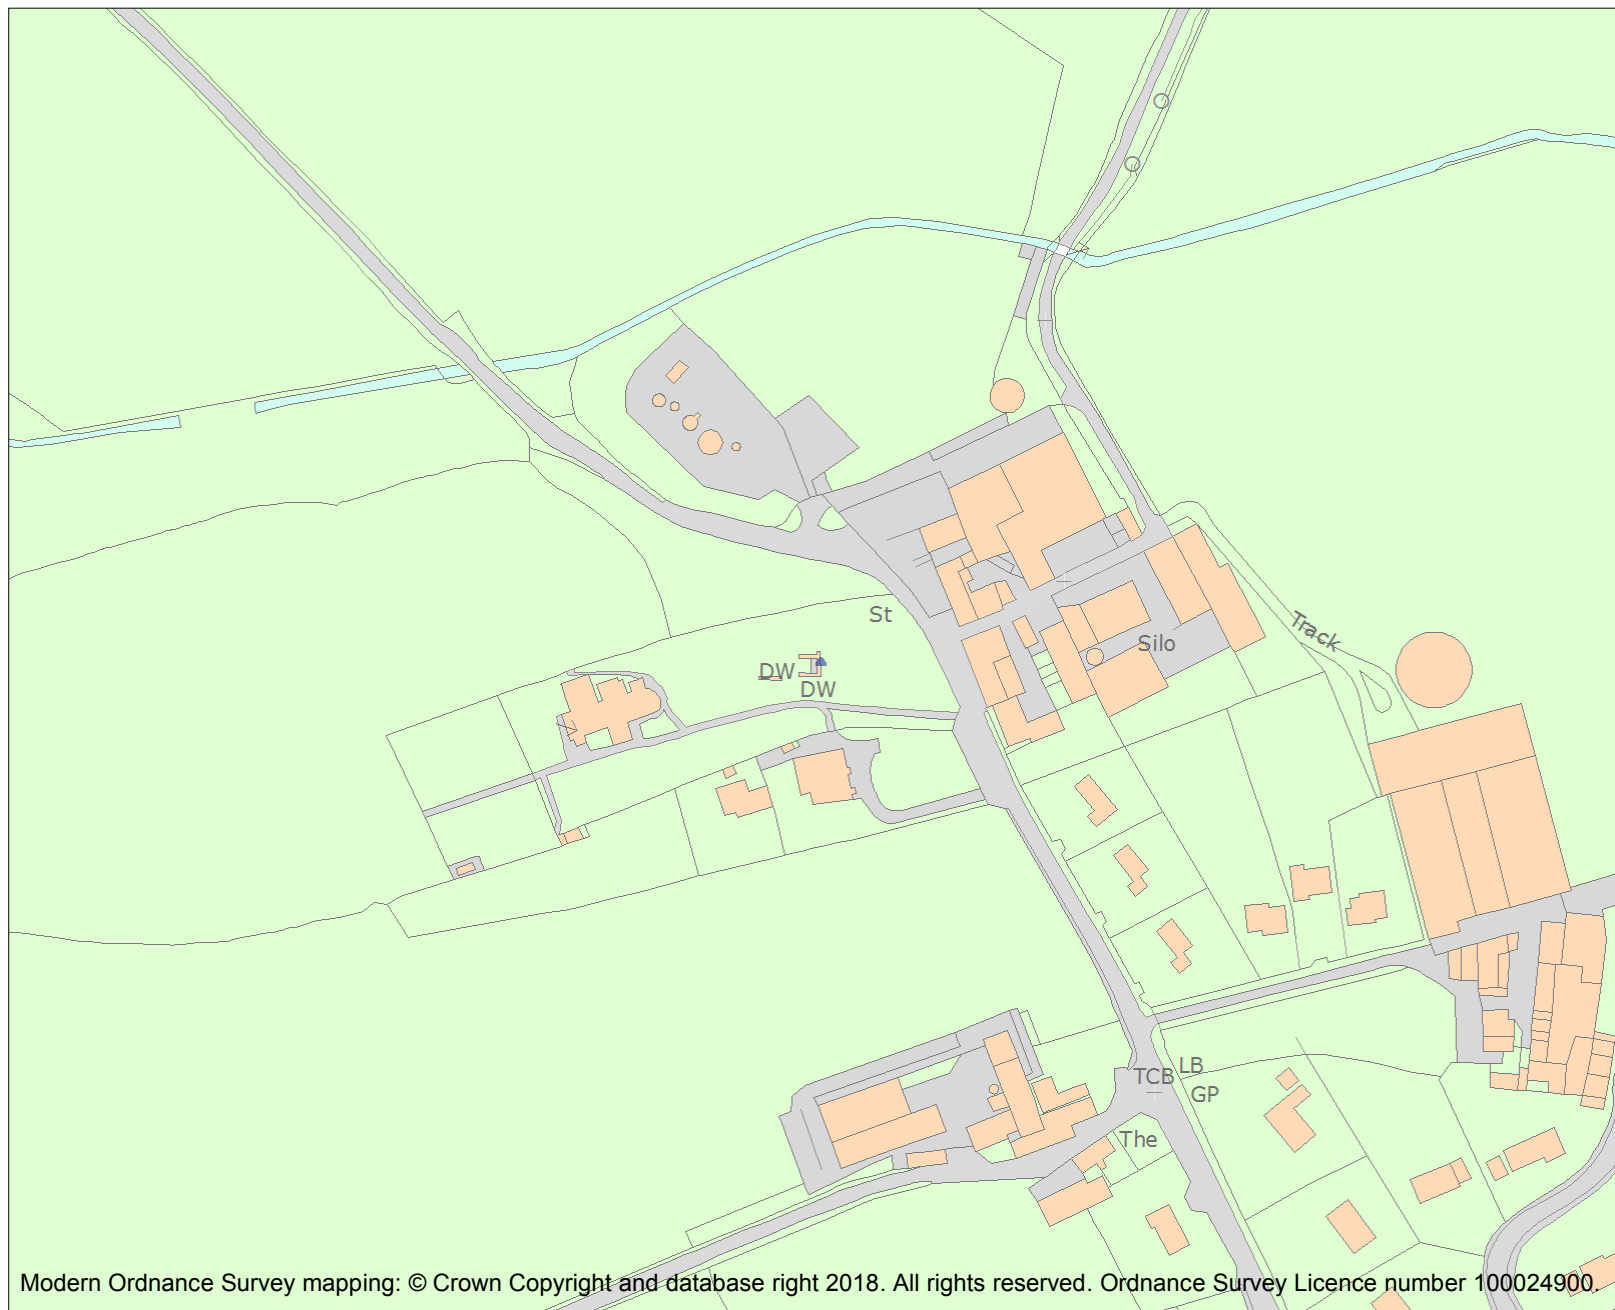 St
Track
Silo
DW
DW
LB
TCB
GP
The
Modern Ordnance Survey mapping: © Crown Copyright and database right 2018. All rights reserved. Ordnance Survey Licence number 100024900.